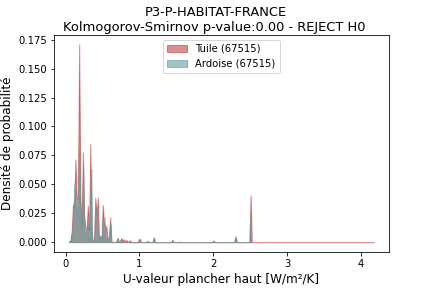 P3-P-HABITAT-FRANCE
Kolmogorov-Smirnov p-value:0.00 - REJECT H0
Tuile (67515)
Ardoise (67515)
Densité de probabilité
0.175
0.150
0.125
0.100
0.075
0.050
0.025
0.000
0 1 2 3 4
U-valeur plancher haut [W/m²/K]